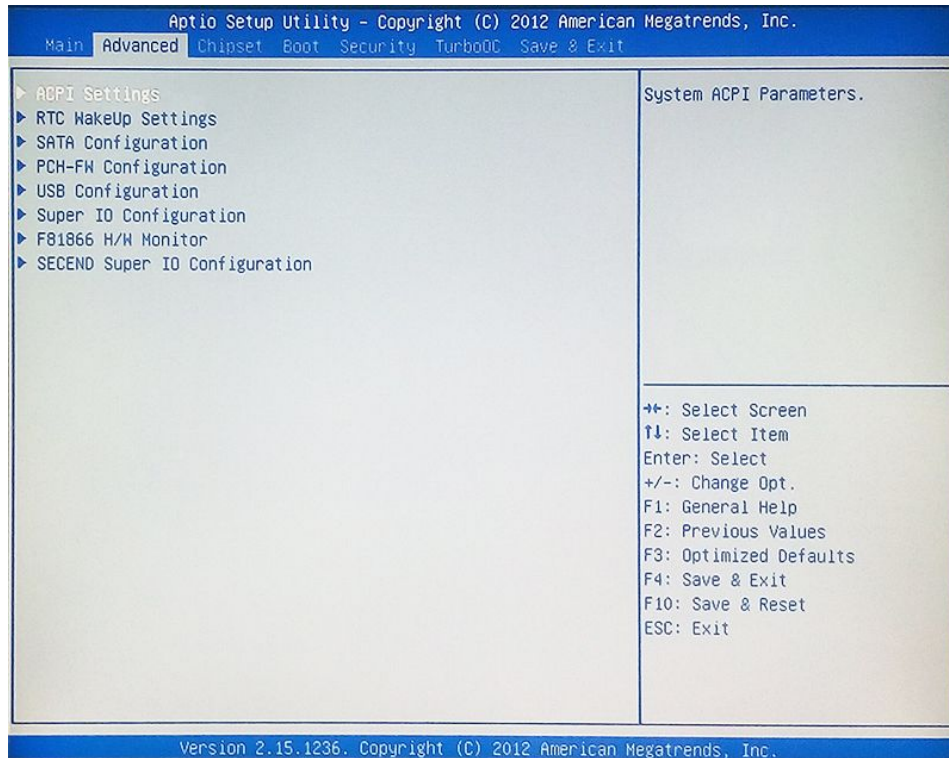 Aptio Setup Utility - Copyright (C) 2012 American Megatrends, Inc.
Main Advanced Chipset Boot Security TurboOC Save & Exit
ACPI Settings
RTC WakeUp Settings
SATA Configuration
PCH-FW Configuration
USB Configuration
Super IO Configuration
F81866 H/W Monitor
SECEND Super IO Configuration
System ACPI Parameters.
→←: Select Screen
↑↓: Select Item
Enter: Select
+/-: Change Opt.
F1: General Help
F2: Previous Values
F3: Optimized Defaults
F4: Save & Exit
F10: Save & Reset
ESC: Exit
Version 2.15.1236. Copyright (C) 2012 American Megatrends, Inc.